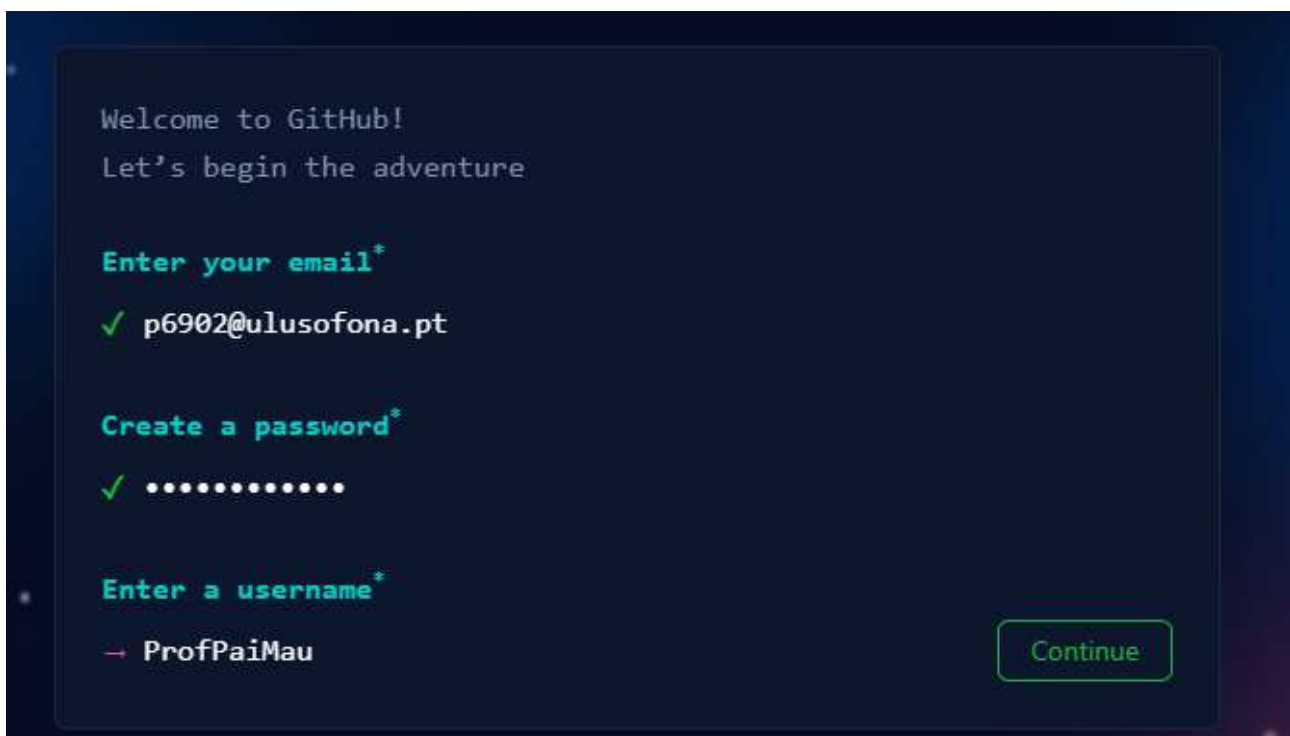 Welcome to GitHub!
Let’s begin the adventure
Enter your email*
✓ p6902@ulusofona.pt
Create a password*
✓ ••••••••••••
Enter a username*
→ ProfPaiMau
Continue